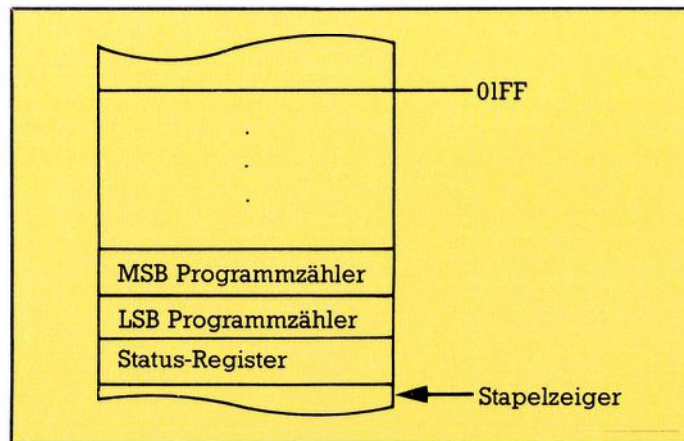 01FF
MSB Programmzähler
LSB Programmzähler
Status-Register
Stapelzeiger